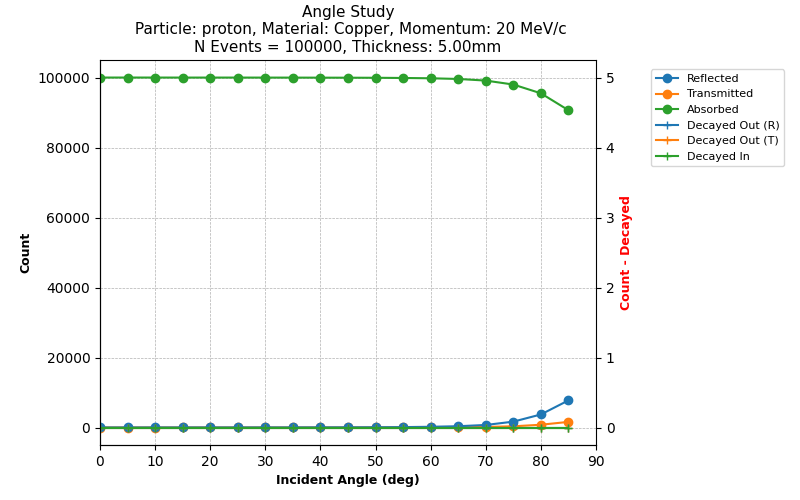 Angle Study
Particle: proton, Material: Copper, Momentum: 20 MeV/c
N Events = 100000, Thickness: 5.00mm
100000
80000
60000
40000
20000
0
Count
0 10 20 30 40 50 60 70 80 90
Incident Angle (deg)
5
4
3
2
1
0
Count - Decayed
Reflected
Transmitted
Absorbed
Decayed Out (R)
Decayed Out (T)
Decayed In